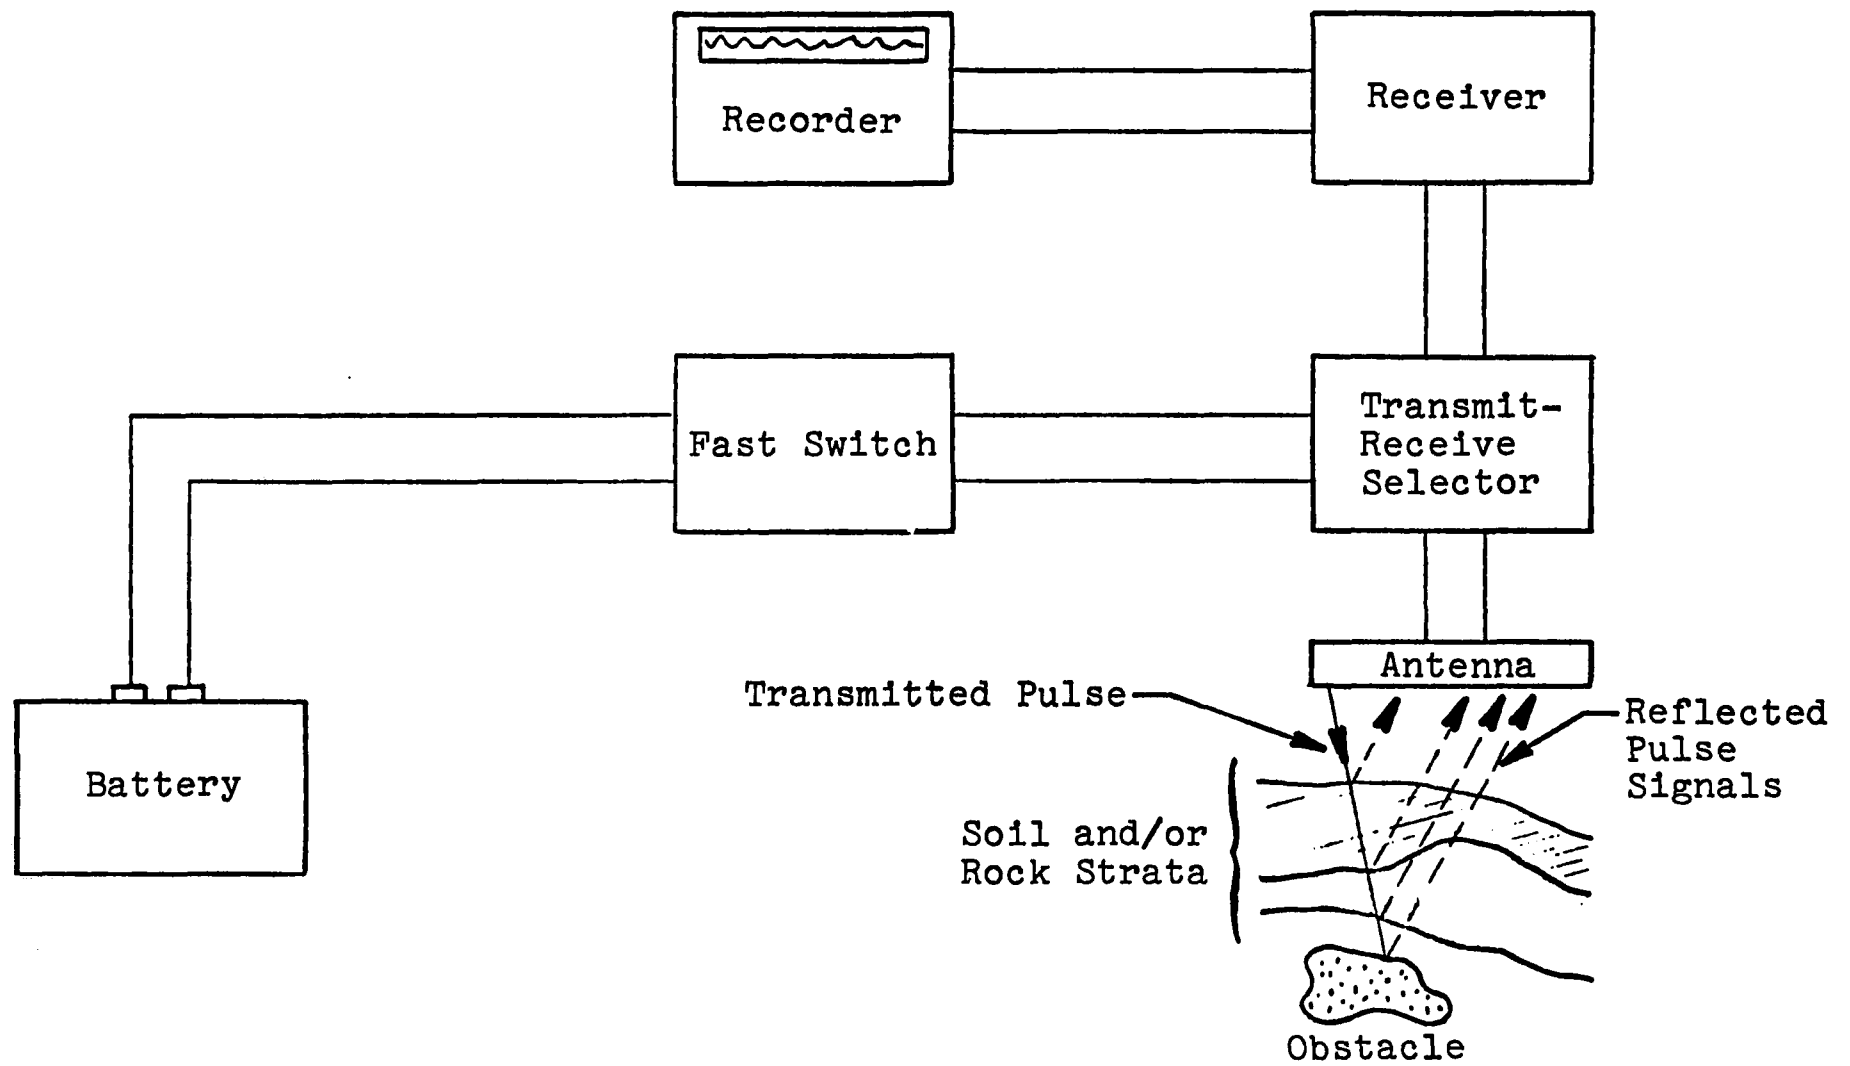 Recorder
Receiver
Fast Switch
Transmit-
Receive
Selector
Antenna
Transmitted Pulse
Reflected
Pulse
Signals
Battery
Soil and/or
Rock Strata
Obstacle